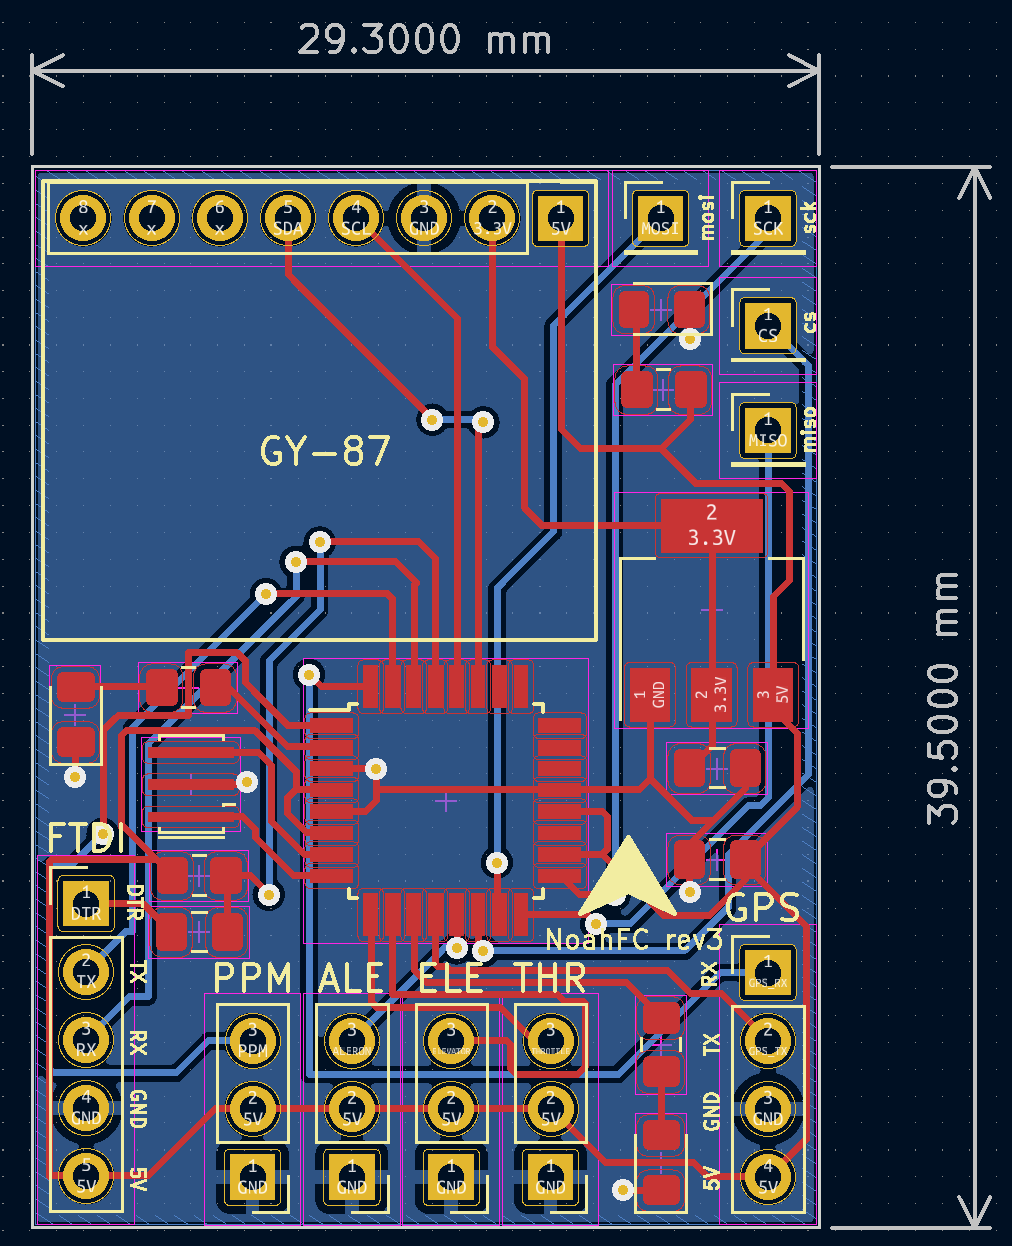 29.3000 mm
39.5000 mm
8 7 6 5 4 3 2 1
x x x SDA SCL GND 3.3V 5V
1
MOSI
mosi
1
SCK
sck
1
CS
cs
1
MISO
miso
GY-87
2
3.3V
1
GND
2
3.3V
3
5V
FTDI
1
DTR
DTR
2
TX
TX
3
RX
RX
4
GND
GND
5
5V
5V
NoahFC rev3
PPM ALE ELE THR
3
PPM
2
5V
1
GND
3
ALERON
2
5V
1
GND
3
ELEVATOR
2
5V
1
GND
3
THROTTLE
2
5V
1
GND
GPS
1
GPS_RX
RX
2
GPS_TX
TX
3
GND
GND
4
5V
5V